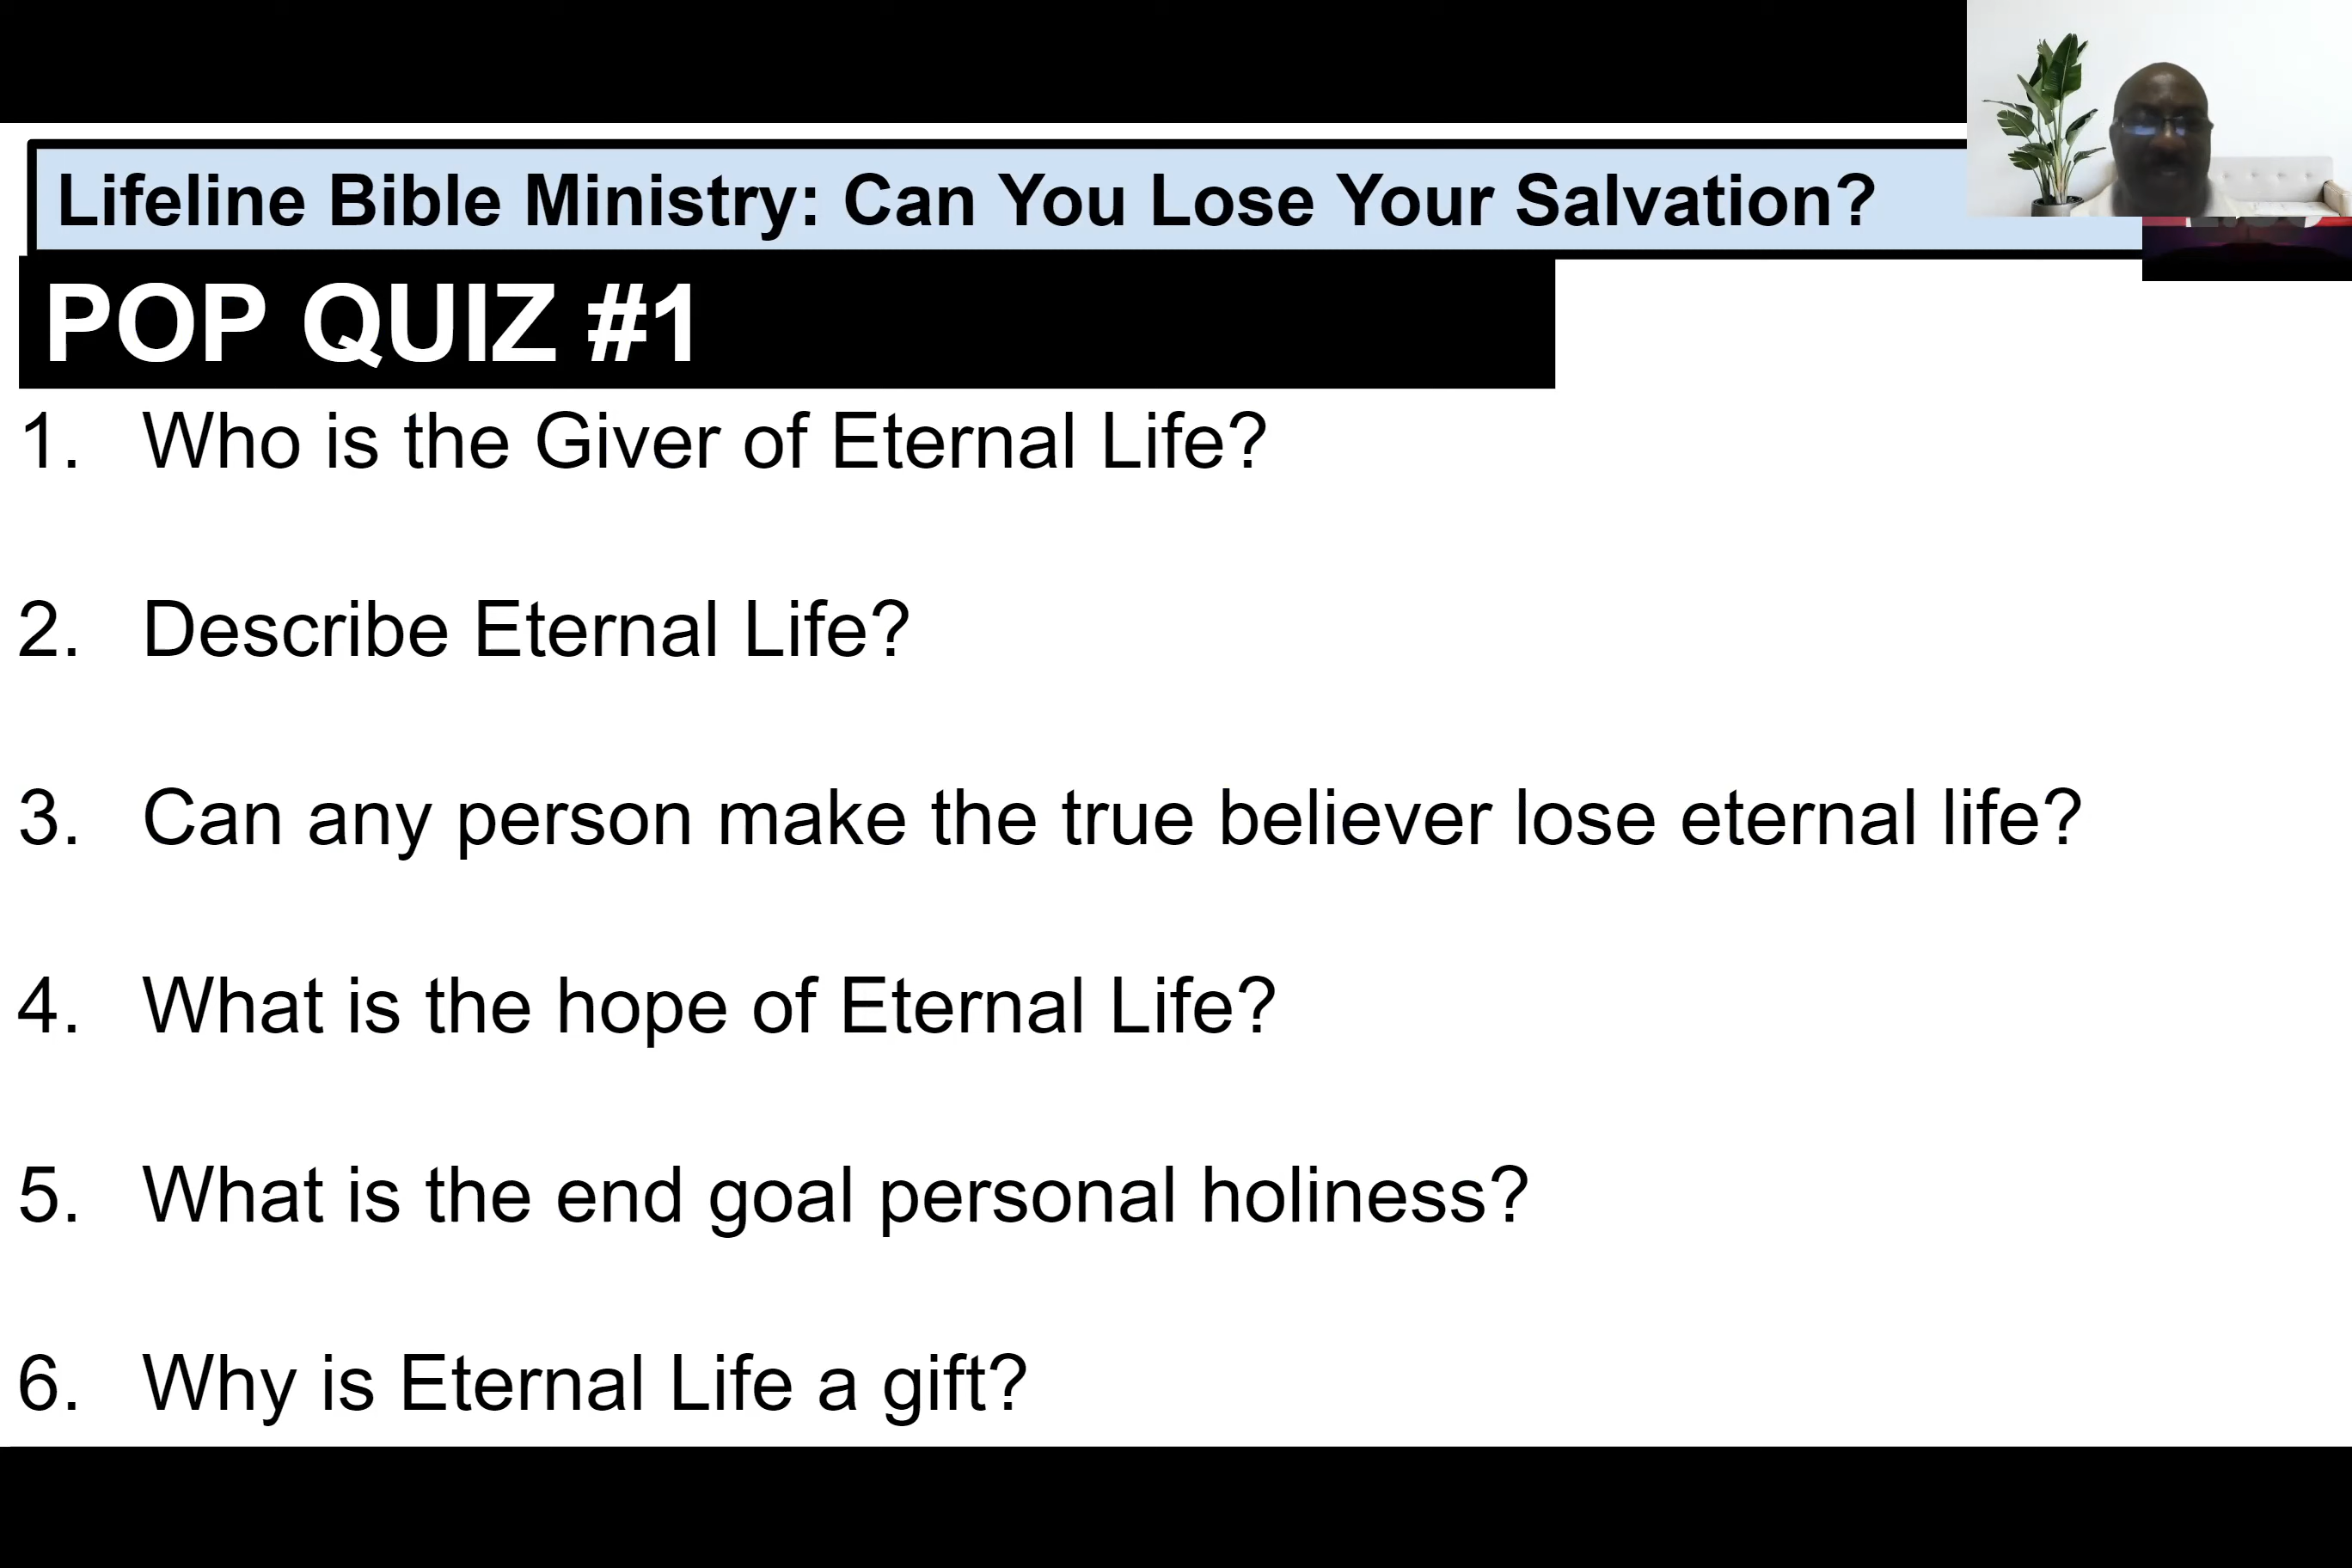 Lifeline Bible Ministry: Can You Lose Your Salvation?
POP QUIZ #1
1. Who is the Giver of Eternal Life?
2. Describe Eternal Life?
3. Can any person make the true believer lose eternal life?
4. What is the hope of Eternal Life?
5. What is the end goal personal holiness?
6. Why is Eternal Life a gift?